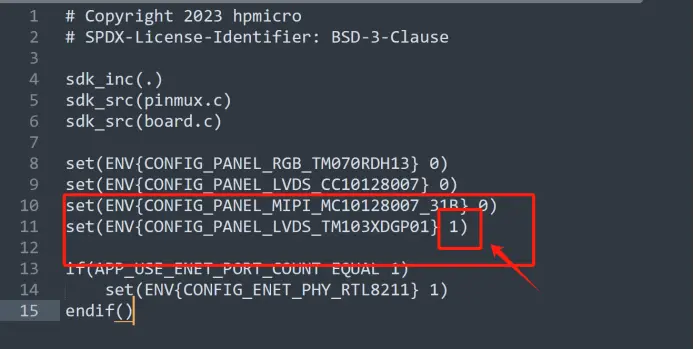 1 # Copyright 2023 hpmicro
2 # SPDX-License-Identifier: BSD-3-Clause
3
4 sdk_inc(.)
5 sdk_src(pinmux.c)
6 sdk_src(board.c)
7
8 set(ENV{CONFIG_PANEL_RGB_TM070RDH13} 0)
9 set(ENV{CONFIG_PANEL_LVDS_CC10128007} 0)
10 set(ENV{CONFIG_PANEL_MIPI_MC10128007_31B} 0)
11 set(ENV{CONFIG_PANEL_LVDS_TM103XDGP01} 1)
12
13 if(APP_USE_ENET_PORT_COUNT EQUAL 1)
14 set(ENV{CONFIG_ENET_PHY_RTL8211} 1)
15 endif()